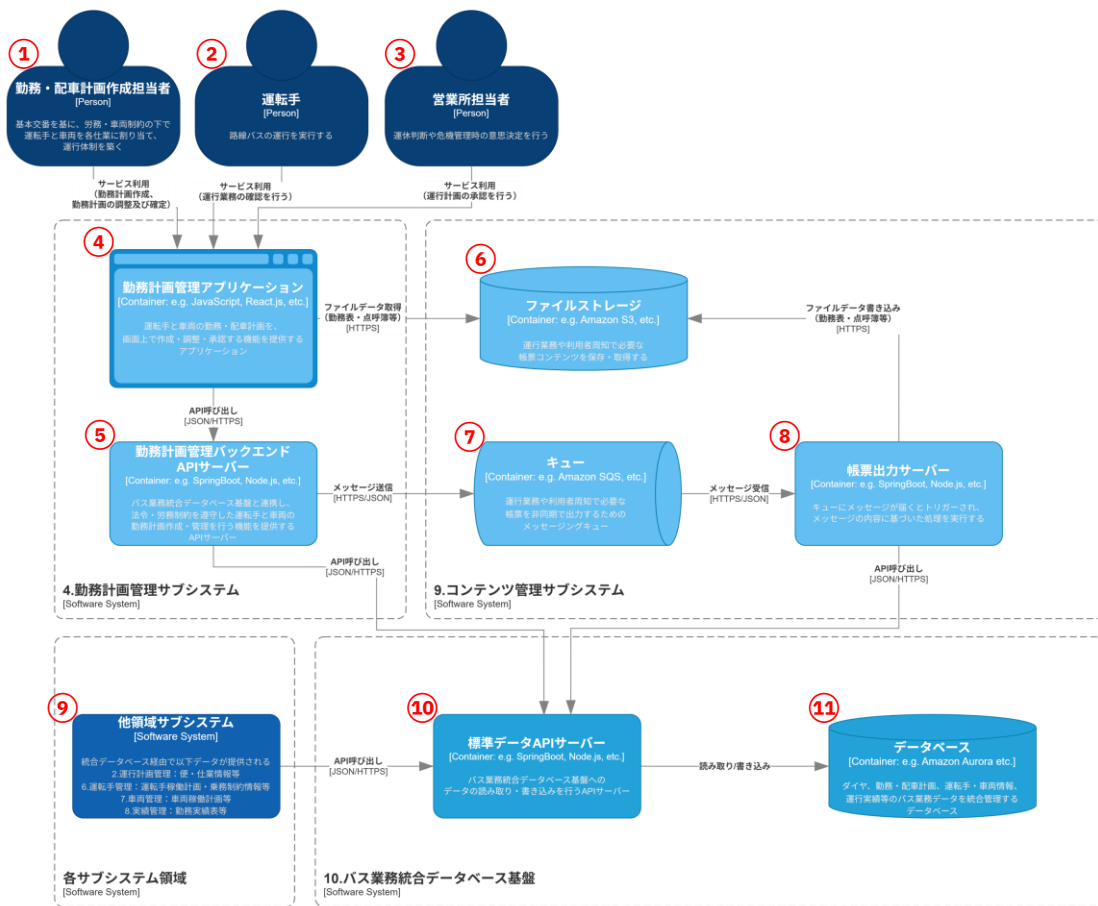 ①
勤務・配車計画作成担当者
[Person]
基本交番を基に、労務・車両制約の下で
運転手と車両を各仕業に割り当て、
運行体制を築く
②
運転手
[Person]
路線バスの運行を実行する
③
営業所担当者
[Person]
運休判断や危機管理時の意思決定を行う
サービス利用
(勤務計画作成、
勤務計画の調整及び確定)
サービス利用
(運行業務の確認を行う)
サービス利用
(運行計画の承認を行う)
④
勤務計画管理アプリケーション
[Container: e.g. JavaScript, React.js, etc.]
運転手と車両の勤務・配車計画を、
画面上で作成・調整・承認する機能を提供する
アプリケーション
ファイルデータ取得
(勤務表・点呼簿等)
[HTTPS]
⑥
ファイルストレージ
[Container: e.g. Amazon S3, etc.]
運行業務や利用者周知で必要な
帳票コンテンツを保存・取得する
ファイルデータ書き込み
(勤務表・点呼簿等)
[HTTPS]
API呼び出し
[JSON/HTTPS]
⑤
勤務計画管理バックエンド
APIサーバー
[Container: e.g. SpringBoot, Node.js, etc.]
バス業務統合データベース基盤と連携し、
法令・労務制約を遵守した運転手と車両の
勤務計画作成・管理を行う機能を提供する
APIサーバー
メッセージ送信
[HTTPS/JSON]
⑦
キュー
[Container: e.g. Amazon SQS, etc.]
運行業務や利用者周知で必要な
帳票を非同期で出力するための
メッセージングキュー
メッセージ受信
[HTTPS/JSON]
⑧
帳票出力サーバー
[Container: e.g. SpringBoot, Node.js, etc.]
キューにメッセージが届くとトリガーされ、
メッセージの内容に基づいた処理を実行する
API呼び出し
[JSON/HTTPS]
API呼び出し
[JSON/HTTPS]
4.勤務計画管理サブシステム
[Software System]
9.コンテンツ管理サブシステム
[Software System]
⑨
他領域サブシステム
[Software System]
統合データベース経由で以下データが提供される
2.運行計画管理：便・仕業情報等
6.運転手管理：運転手稼働計画・乗務制約情報等
7.車両管理：車両稼働計画等
8.実績管理：勤務実績表等
API呼び出し
[JSON/HTTPS]
⑩
標準データAPIサーバー
[Container: e.g. SpringBoot, Node.js, etc.]
バス業務統合データベース基盤への
データの読み取り・書き込みを行うAPIサーバー
読み取り/書き込み
⑪
データベース
[Container: e.g. Amazon Aurora etc.]
ダイヤ、勤務・配車計画、運転手・車両情報、
運行実績等のバス業務データを統合管理する
データベース
各サブシステム領域
[Software System]
10.バス業務統合データベース基盤
[Software System]